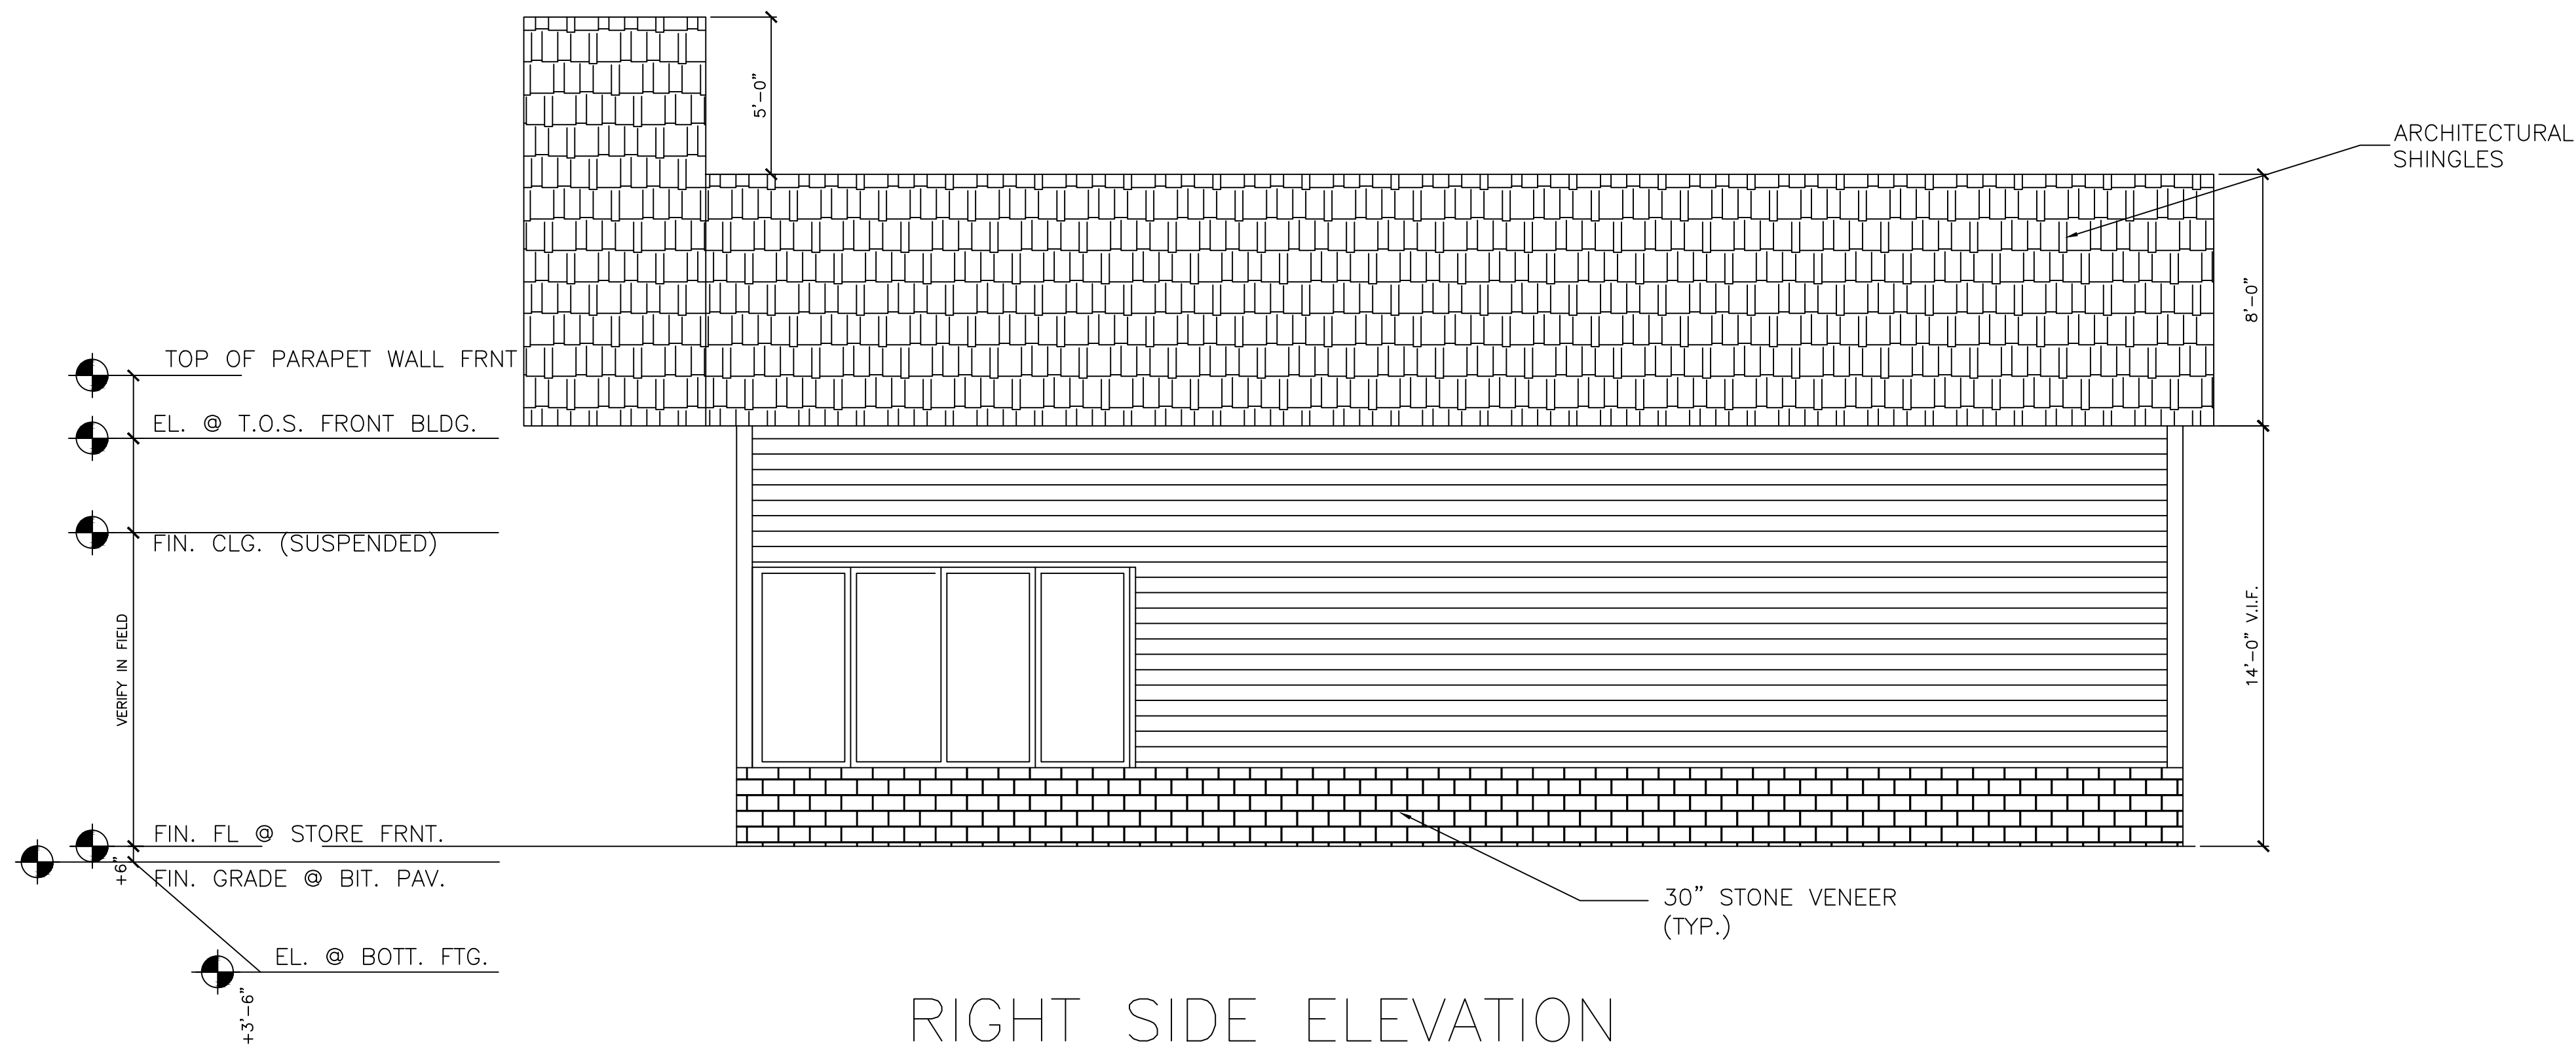 5'-0"
ARCHITECTURAL
SHINGLES
8'-0"
TOP OF PARAPET WALL FRNT
EL. @ T.O.S. FRONT BLDG.
FIN. CLG. (SUSPENDED)
VERIFY IN FIELD
14'-0" V.I.F.
FIN. FL @ STORE FRNT.
+6"
FIN. GRADE @ BIT. PAV.
30" STONE VENEER
(TYP.)
EL. @ BOTT. FTG.
+3'-6"
RIGHT SIDE ELEVATION